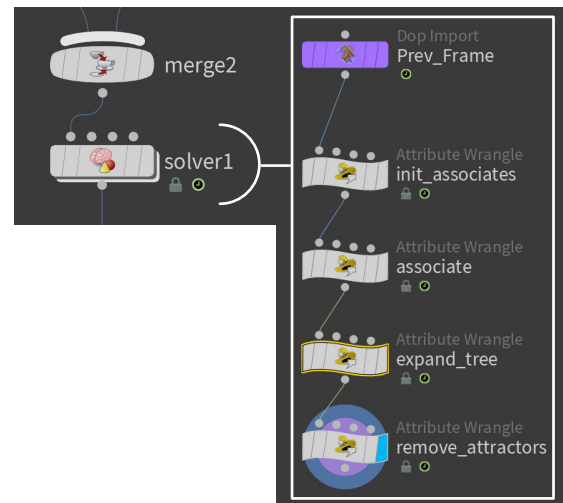 merge2
solver1
Dop Import
Prev_Frame
Attribute Wrangle
init_associates
Attribute Wrangle
associate
Attribute Wrangle
expand_tree
Attribute Wrangle
remove_attractors